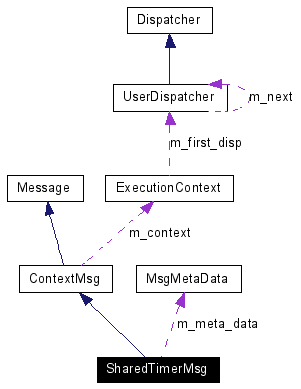 Dispatcher
UserDispatcher
m_next
m_first_disp
Message
ExecutionContext
m_context
ContextMsg
MsgMetaData
m_meta_data
SharedTimerMsg